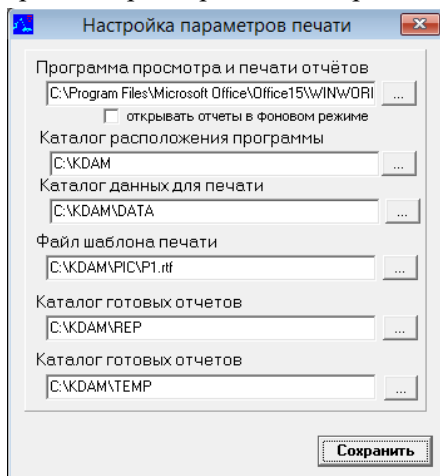 Настройка параметров печати
Программа просмотра и печати отчётов
C:\Program Files\Microsoft Office\Office15\WINWORI
...
открывать отчеты в фоновом режиме
Каталог расположения программы
C:\KDAM
...
Каталог данных для печати
C:\KDAM\DATA
...
Файл шаблона печати
C:\KDAM\PIC\P1.rtf
...
Каталог готовых отчетов
C:\KDAM\REP
...
Каталог готовых отчетов
C:\KDAM\TEMP
...
Сохранить